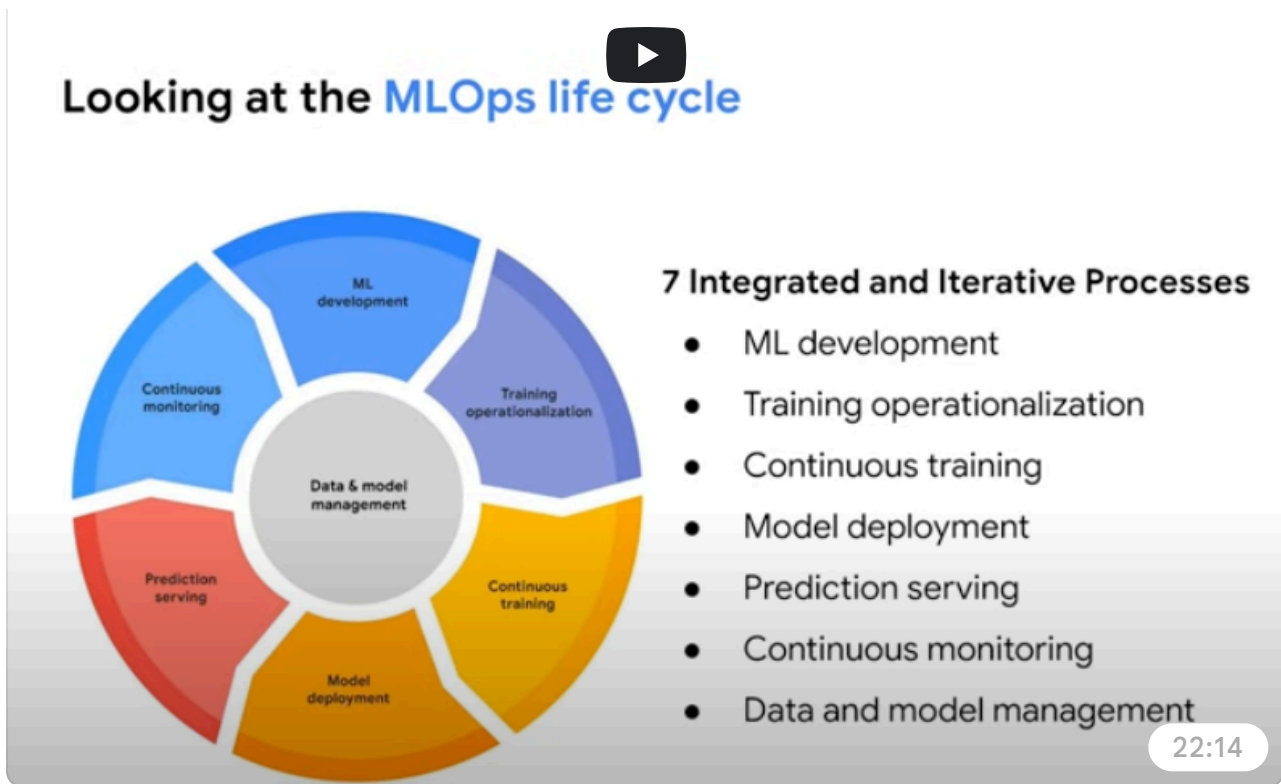 Looking at the MLOps life cycle
ML
development
Continuous
monitoring
Training
operationalization
Data & model
management
Prediction
serving
Continuous
training
Model
deployment
7 Integrated and Iterative Processes
● ML development
● Training operationalization
● Continuous training
● Model deployment
● Prediction serving
● Continuous monitoring
● Data and model management
22:14